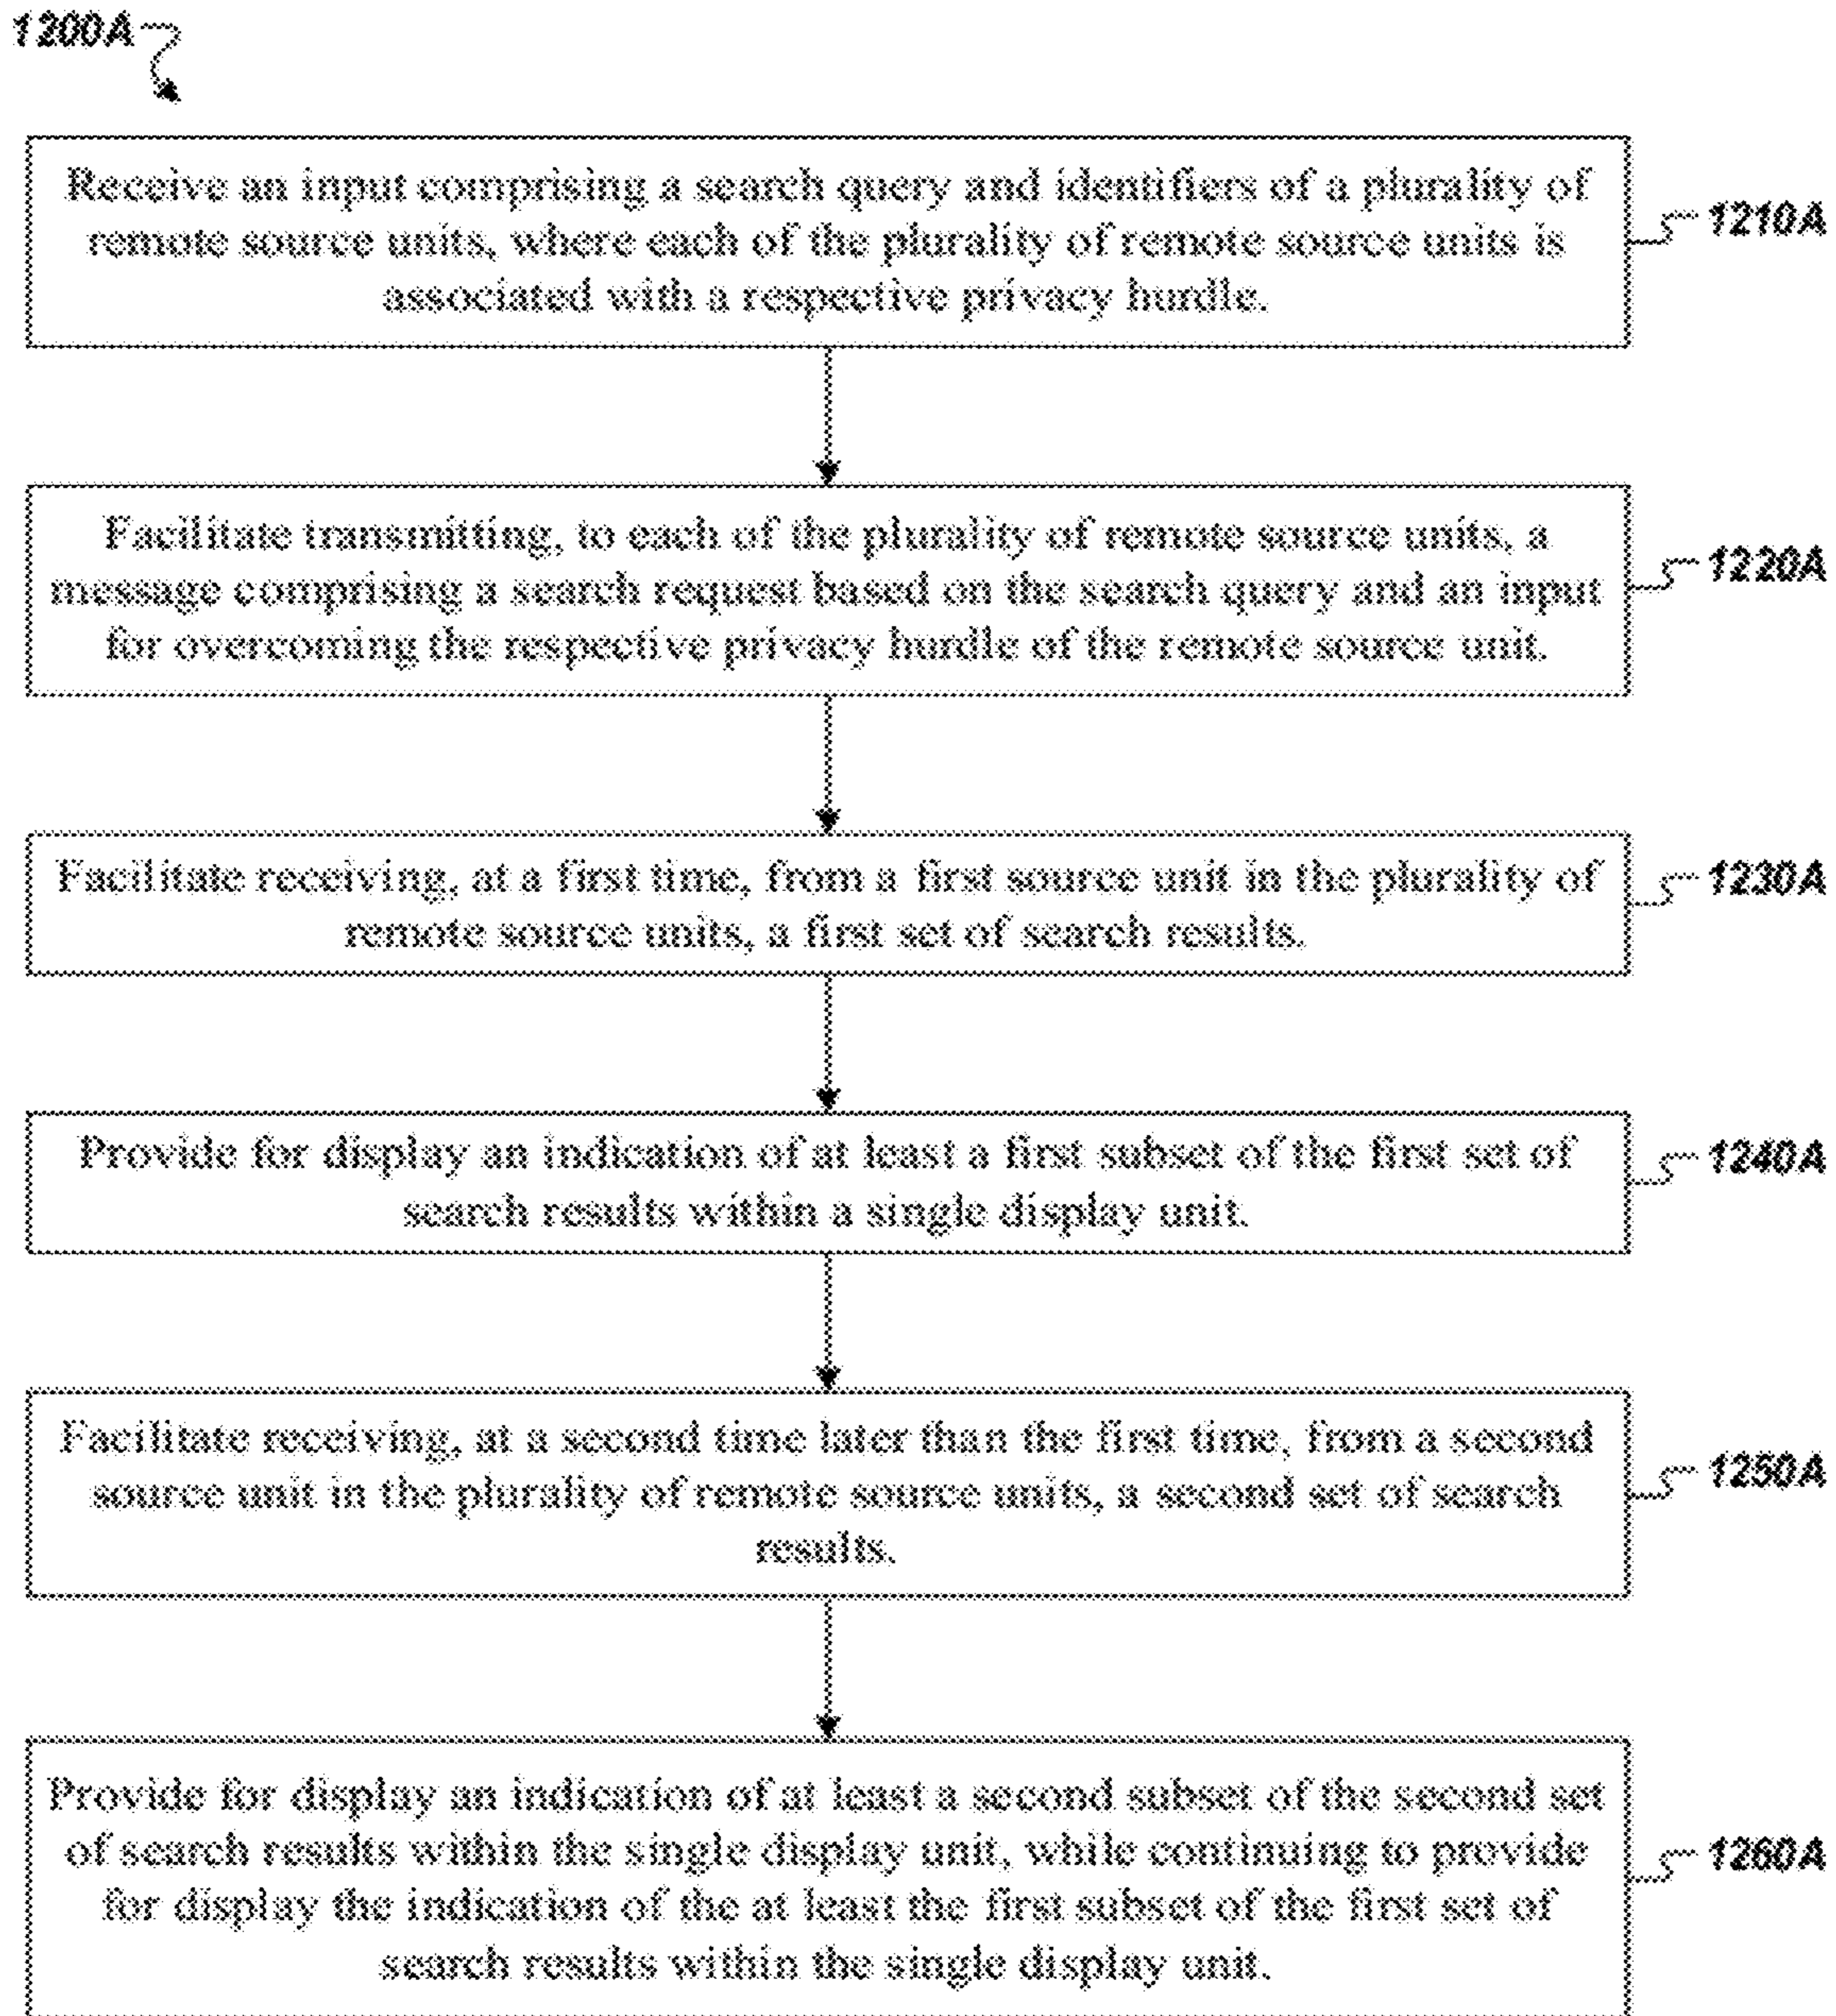 1200A
Receive an input comprising a search query and identifiers of a plurality of
remote source units, where each of the plurality of remote source units is
associated with a respective privacy hurdle.
1210A
Facilitate transmitting, to each of the plurality of remote source units, a
message comprising a search request based on the search query and an input
for overcoming the respective privacy hurdle of the remote source unit.
1220A
Facilitate receiving, at a first time, from a first source unit in the plurality of
remote source units, a first set of search results.
1230A
Provide for display an indication of at least a first subset of the first set of
search results within a single display unit.
1240A
Facilitate receiving, at a second time later than the first time, from a second
source unit in the plurality of remote source units, a second set of search
results.
1250A
Provide for display an indication of at least a second subset of the second set
of search results within the single display unit, while continuing to provide
for display the indication of the at least the first subset of the first set of
search results within the single display unit.
1260A